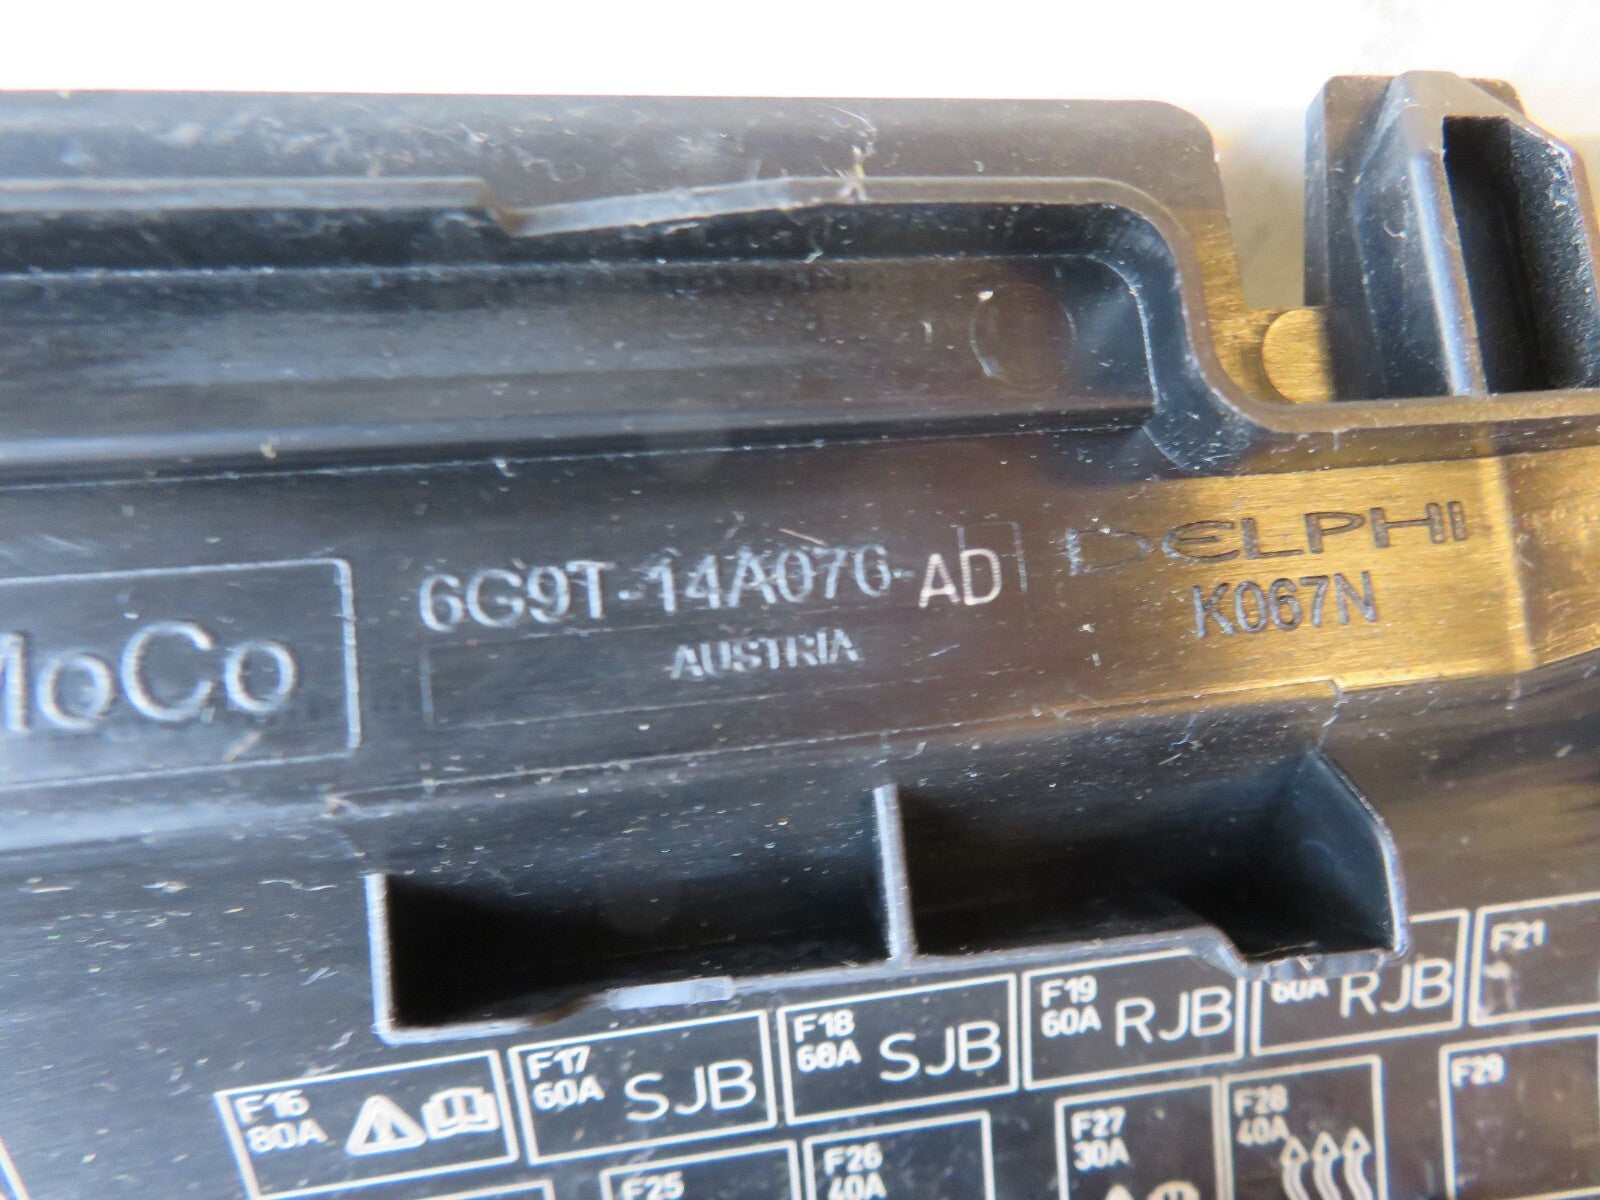 MoCo
6G9T-14A076-AD
AUSTRIA
DELPHI
K067N
F16
80A
F17
60A SJB
F18
60A SJB
F19
60A RJB
60A RJB
F21
F25
F26
40A
F27
30A
F28
40A
F29